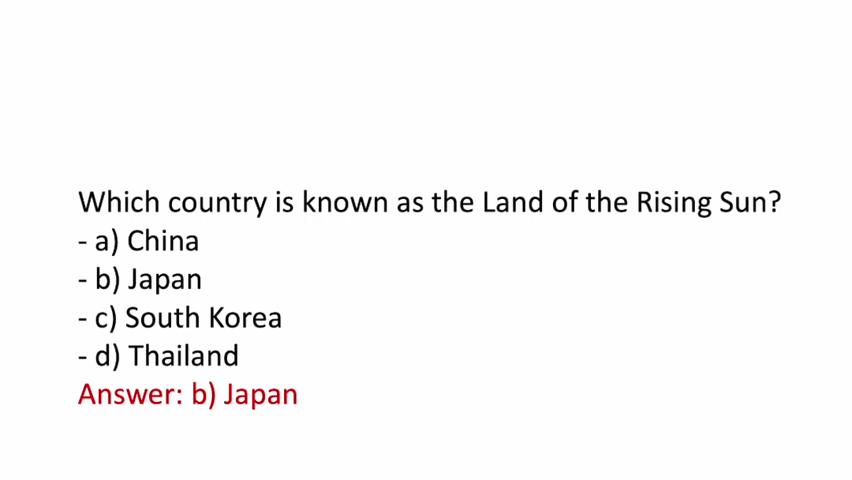 Which country is known as the Land of the Rising Sun?
- a) China
- b) Japan
- c) South Korea
- d) Thailand
Answer: b) Japan